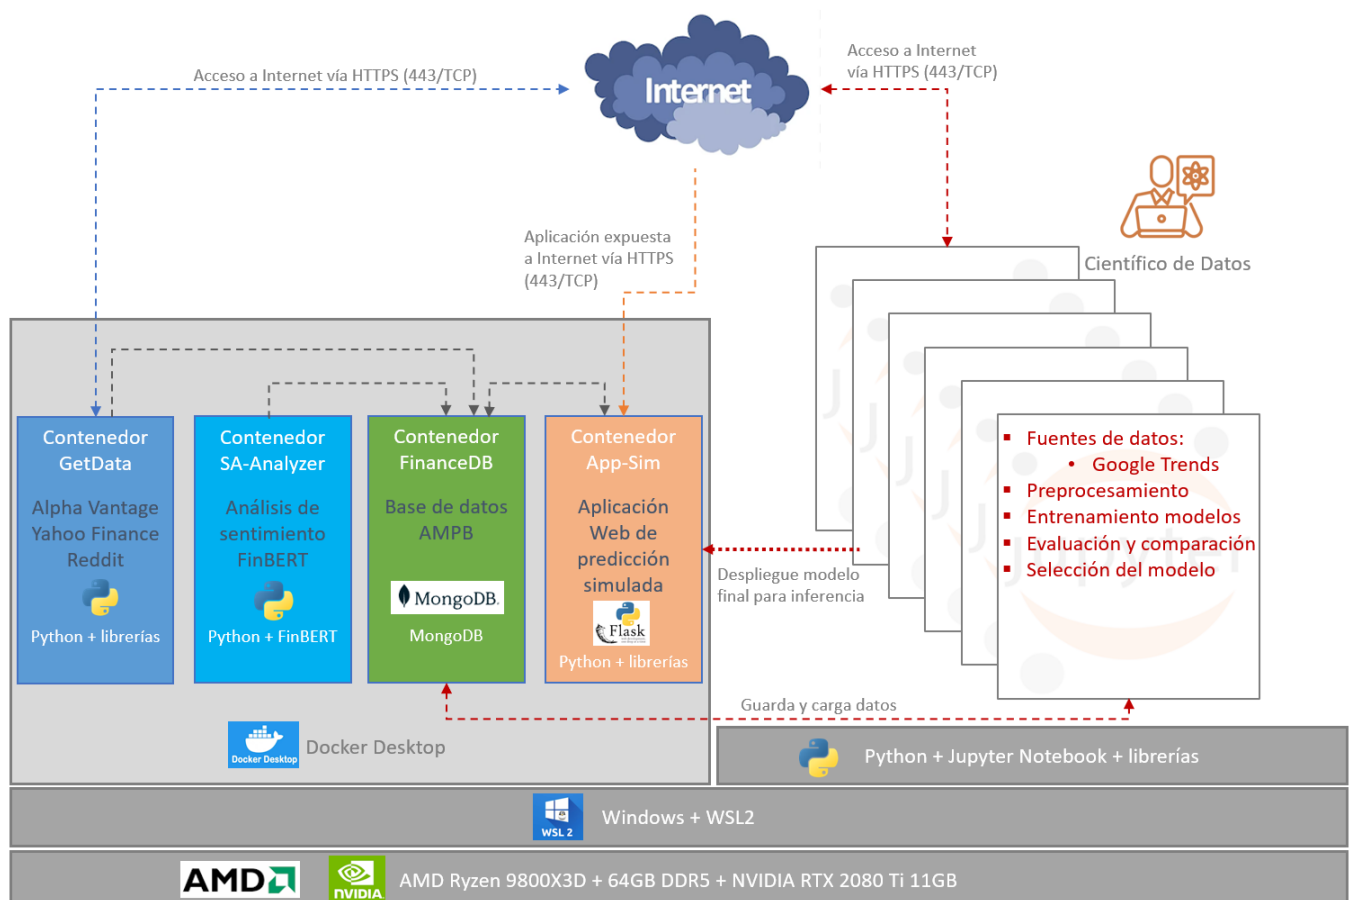 Acceso a Internet vía HTTPS (443/TCP)
Internet
Acceso a Internet
vía HTTPS (443/TCP)
Aplicación expuesta
a Internet vía HTTPS
(443/TCP)
Científico de Datos
Contenedor
GetData
Alpha Vantage
Yahoo Finance
Reddit
Python + librerías
Contenedor
SA-Analyzer
Análisis de
sentimiento
FinBERT
Python + FinBERT
Contenedor
FinanceDB
Base de datos
AMPB
MongoDB.
MongoDB
Contenedor
App-Sim
Aplicación
Web de
predicción
simulada
Flask
Python + librerías
Despliegue modelo
final para inferencia
▪ Fuentes de datos:
• Google Trends
▪ Preprocesamiento
▪ Entrenamiento modelos
▪ Evaluación y comparación
▪ Selección del modelo
Jupyter
Guarda y carga datos
Docker Desktop
Docker Desktop
Python + Jupyter Notebook + librerías
WSL 2
Windows + WSL2
AMD
NVIDIA
AMD Ryzen 9800X3D + 64GB DDR5 + NVIDIA RTX 2080 Ti 11GB